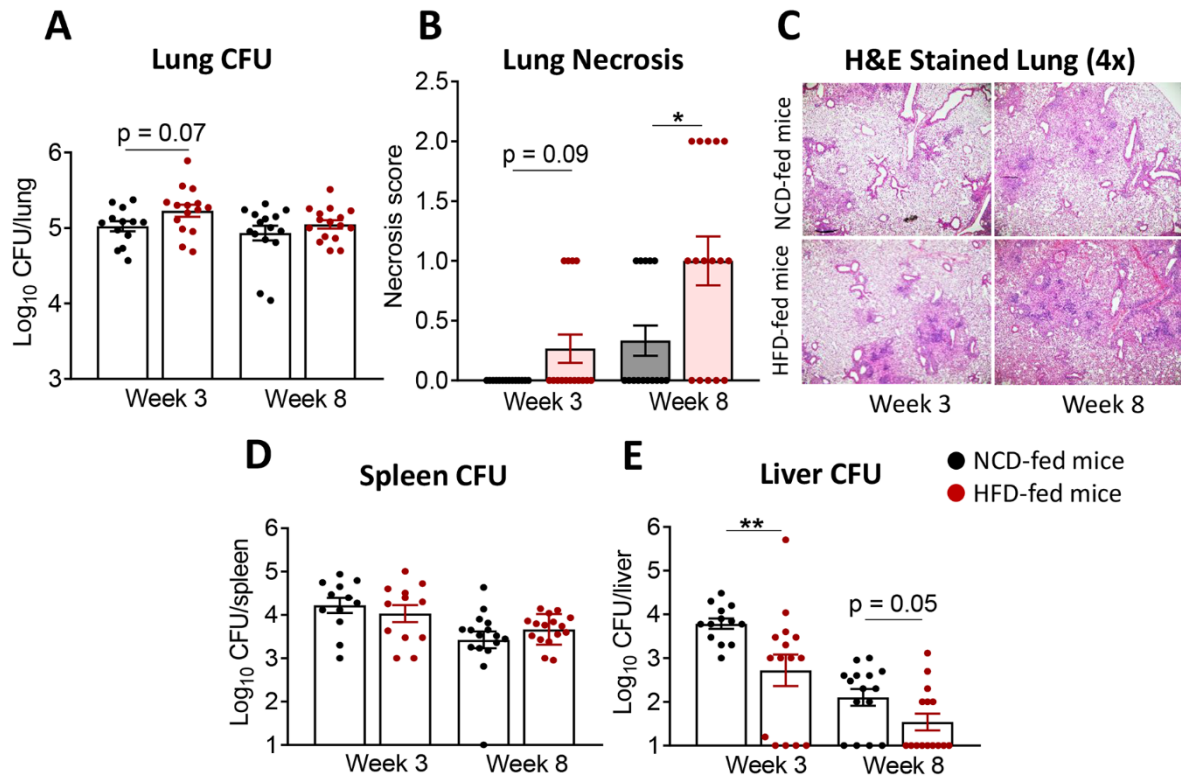 A
Lung CFU
Log₁₀ CFU/lung
6
5
4
3
p = 0.07
Week 3
Week 8
B
Lung Necrosis
Necrosis score
2.5
2.0
1.5
1.0
0.5
0.0
p = 0.09
*
Week 3
Week 8
C
H&E Stained Lung (4x)
NCD-fed mice
HFD-fed mice
Week 3
Week 8
D
Spleen CFU
Log₁₀ CFU/spleen
6
5
4
3
2
1
Week 3
Week 8
E
Liver CFU
Log₁₀ CFU/liver
6
5
4
3
2
1
**
p = 0.05
Week 3
Week 8
NCD-fed mice
HFD-fed mice